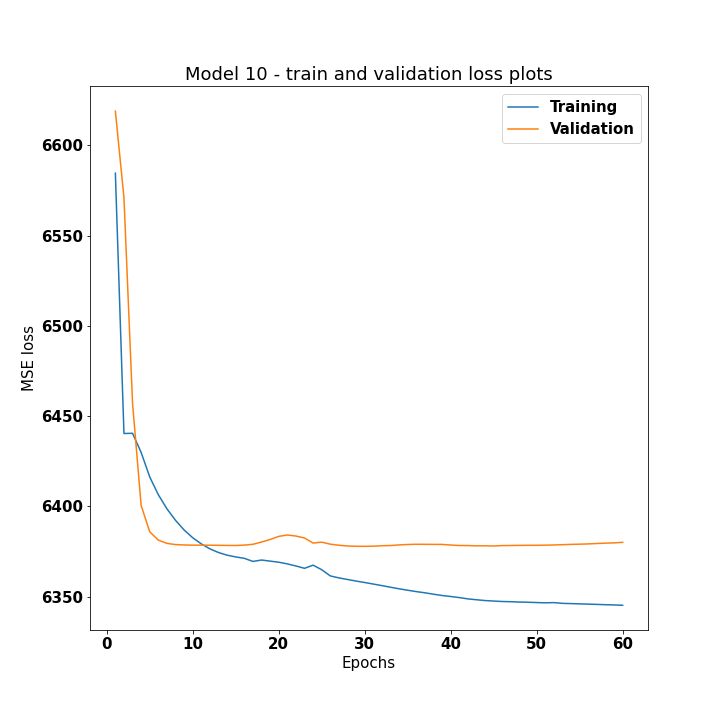 Model 10 - train and validation loss plots
Training
Validation
6600
6550
6500
6450
6400
6350
MSE loss
0 10 20 30 40 50 60
Epochs